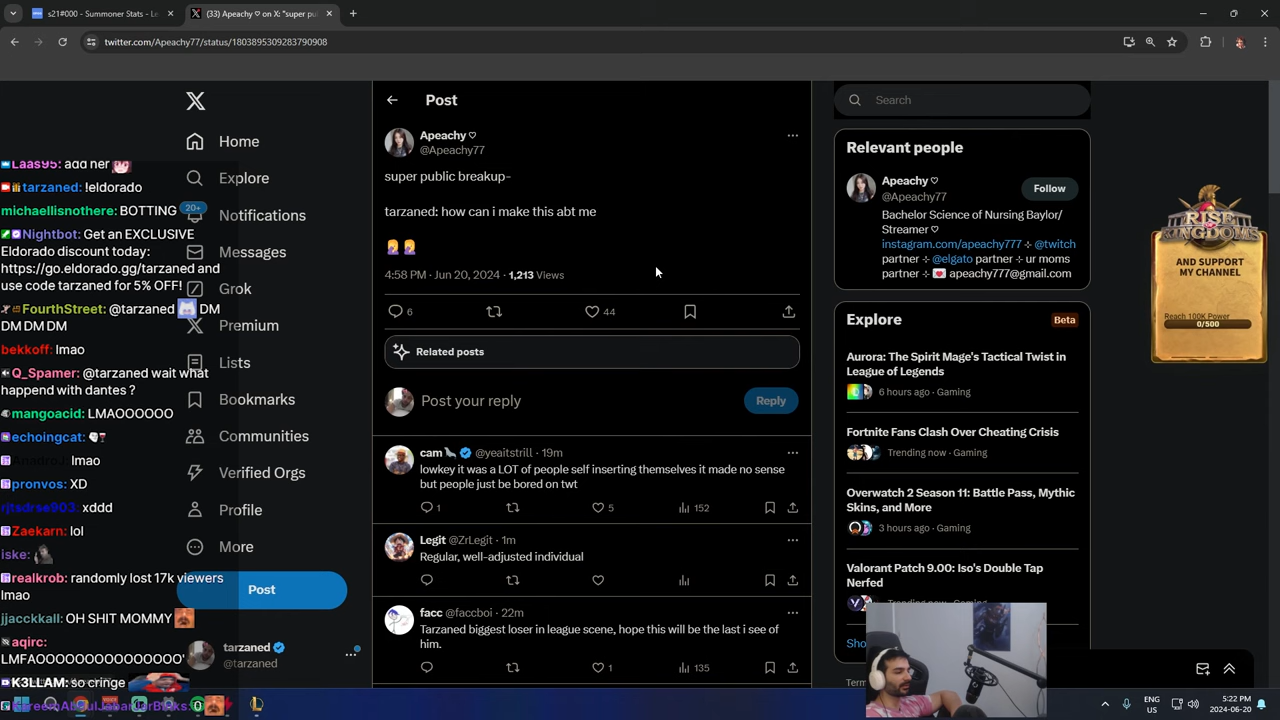 s21#000 - Summoner Stats - Le
(33) Apeachy ♡ on X: "super pu
twitter.com/Apeachy77/status/1803895309283790908
Home
Explore
Notifications
20+
Messages
Grok
Premium
Lists
Bookmarks
Communities
Verified Orgs
Profile
More
Post
tarzaned
@tarzaned
Laas95: add her
tarzaned: !eldorado
michaellisnothere: BOTTING
Nightbot: Get an EXCLUSIVE
Eldorado discount today:
https://go.eldorado.gg/tarzaned and
use code tarzaned for 5% OFF!
FourthStreet: @tarzaned DM
DM DM DM
bekkoff: lmao
Q_Spamer: @tarzaned wait what
happend with dantes ?
mangoacid: LMAOOOOOO
echoingcat:
lmao
pronvos: XD
rjtsdrse903: xddd
Zaekarn: lol
iske:
realkrob: randomly lost 17k viewers
lmao
jjacckkall: OH SHIT MOMMY
aqirc:
LMFAOOOOOOOOOOOOOOO'
K3LLAM: so cringe
Post
Apeachy ♡
@Apeachy77
super public breakup-
tarzaned: how can i make this abt me
🤦‍♀️🤦‍♀️
4:58 PM · Jun 20, 2024 · 1,213 Views
6
44
Related posts
Post your reply
Reply
cam @yeaitstrill · 19m
lowkey it was a LOT of people self inserting themselves it made no sense
but people just be bored on twt
1
5
152
Legit @ZrLegit · 1m
Regular, well-adjusted individual
facc @faccboi · 22m
Tarzaned biggest loser in league scene, hope this will be the last i see of
him.
1
135
Search
Relevant people
Apeachy ♡
@Apeachy77
Follow
Bachelor Science of Nursing Baylor/
Streamer ♡
instagram.com/apeachy777 ⊹ @twitch
partner ⊹ @elgato partner ⊹ ur moms
partner ⊹ 💌 apeachy777@gmail.com
Explore
Beta
Aurora: The Spirit Mage's Tactical Twist in
League of Legends
6 hours ago · Gaming
Fortnite Fans Clash Over Cheating Crisis
Trending now · Gaming
Overwatch 2 Season 11: Battle Pass, Mythic
Skins, and More
3 hours ago · Gaming
Valorant Patch 9.00: Iso's Double Tap
Nerfed
Trending now · Gaming
Sho
Terms
RISE
KINGDOMS
AND SUPPORT
MY CHANNEL
Reach 100K Power
0/500
ENG
US
5:22 PM
2024-06-20